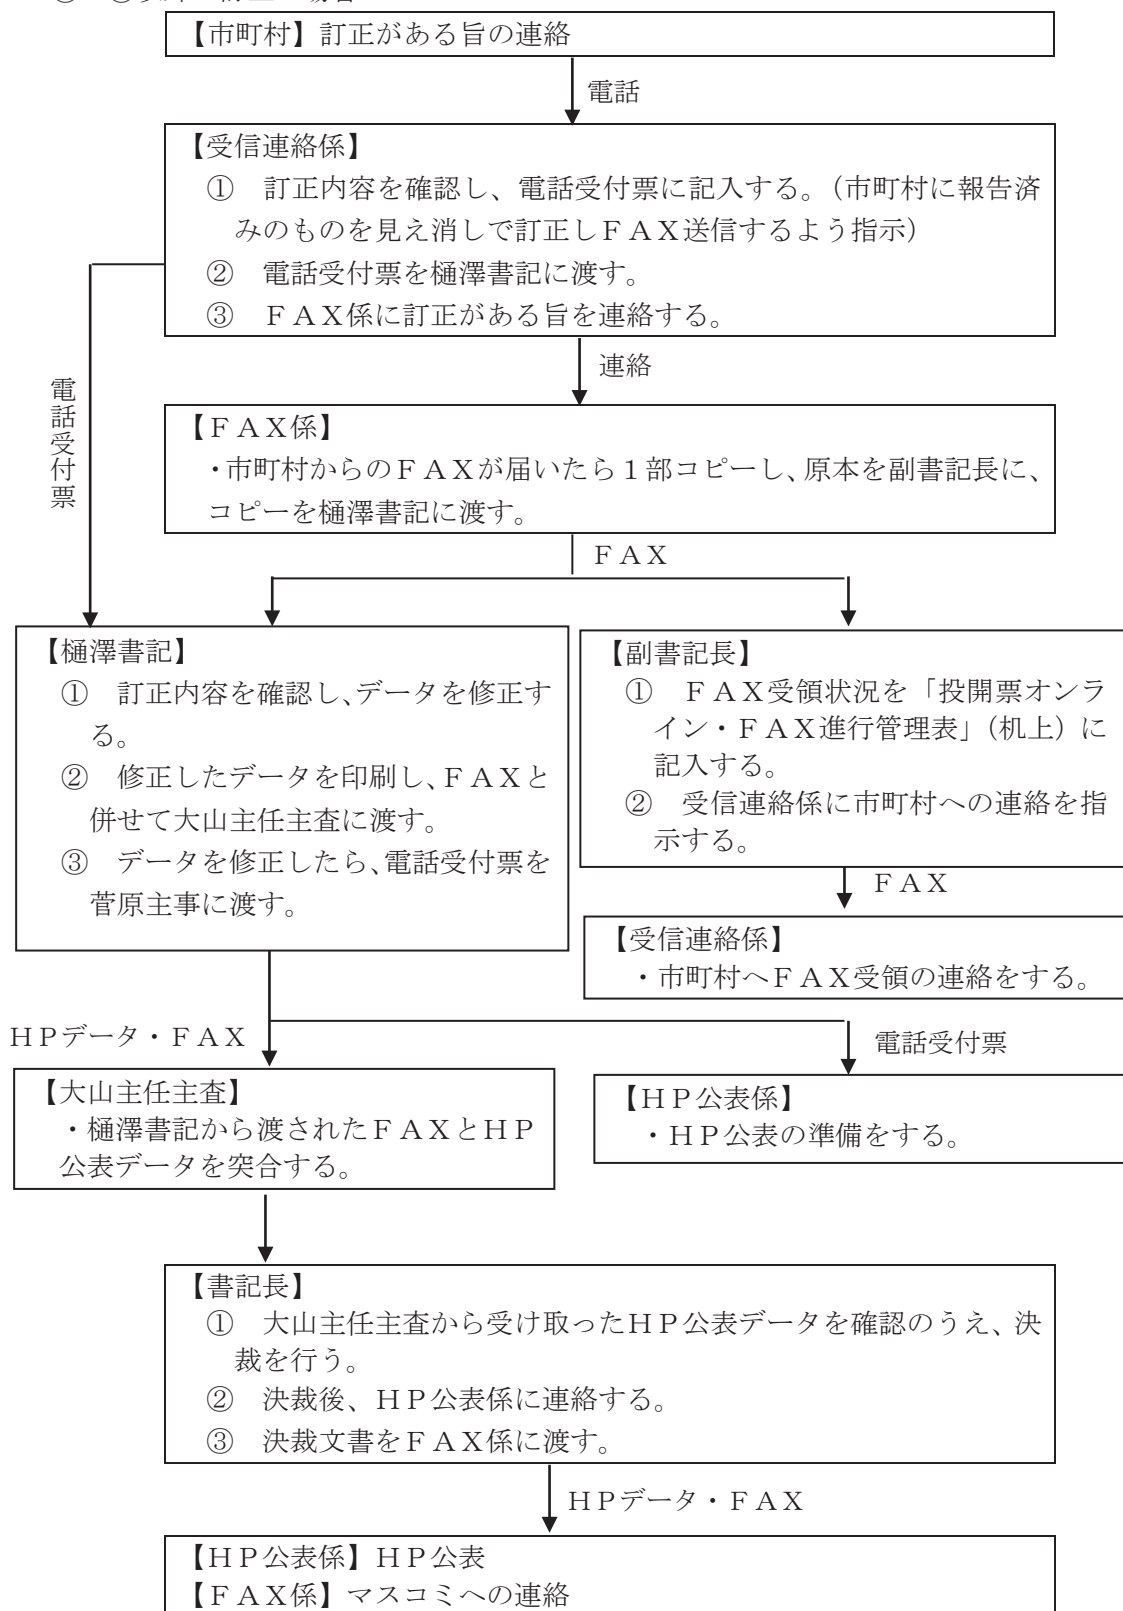 【市町村】訂正がある旨の連絡
電話
【受信連絡係】
① 訂正内容を確認し、電話受付票に記入する。（市町村に報告済
みのものを見え消しで訂正しＦＡＸ送信するよう指示）
② 電話受付票を樋澤書記に渡す。
③ ＦＡＸ係に訂正がある旨を連絡する。
連絡
電話受付票
【ＦＡＸ係】
・市町村からのＦＡＸが届いたら１部コピーし、原本を副書記長に、
コピーを樋澤書記に渡す。
ＦＡＸ
【樋澤書記】
① 訂正内容を確認し、データを修正す
る。
② 修正したデータを印刷し、ＦＡＸと
併せて大山主任主査に渡す。
③ データを修正したら、電話受付票を
菅原主事に渡す。
【副書記長】
① ＦＡＸ受領状況を「投開票オンラ
イン・ＦＡＸ進行管理表」（机上）に
記入する。
② 受信連絡係に市町村への連絡を指
示する。
ＦＡＸ
【受信連絡係】
・市町村へＦＡＸ受領の連絡をする。
ＨＰデータ・ＦＡＸ
電話受付票
【大山主任主査】
・樋澤書記から渡されたＦＡＸとＨＰ
公表データを突合する。
【ＨＰ公表係】
・ＨＰ公表の準備をする。
【書記長】
① 大山主任主査から受け取ったＨＰ公表データを確認のうえ、決
裁を行う。
② 決裁後、ＨＰ公表係に連絡する。
③ 決裁文書をＦＡＸ係に渡す。
ＨＰデータ・ＦＡＸ
【ＨＰ公表係】ＨＰ公表
【ＦＡＸ係】マスコミへの連絡